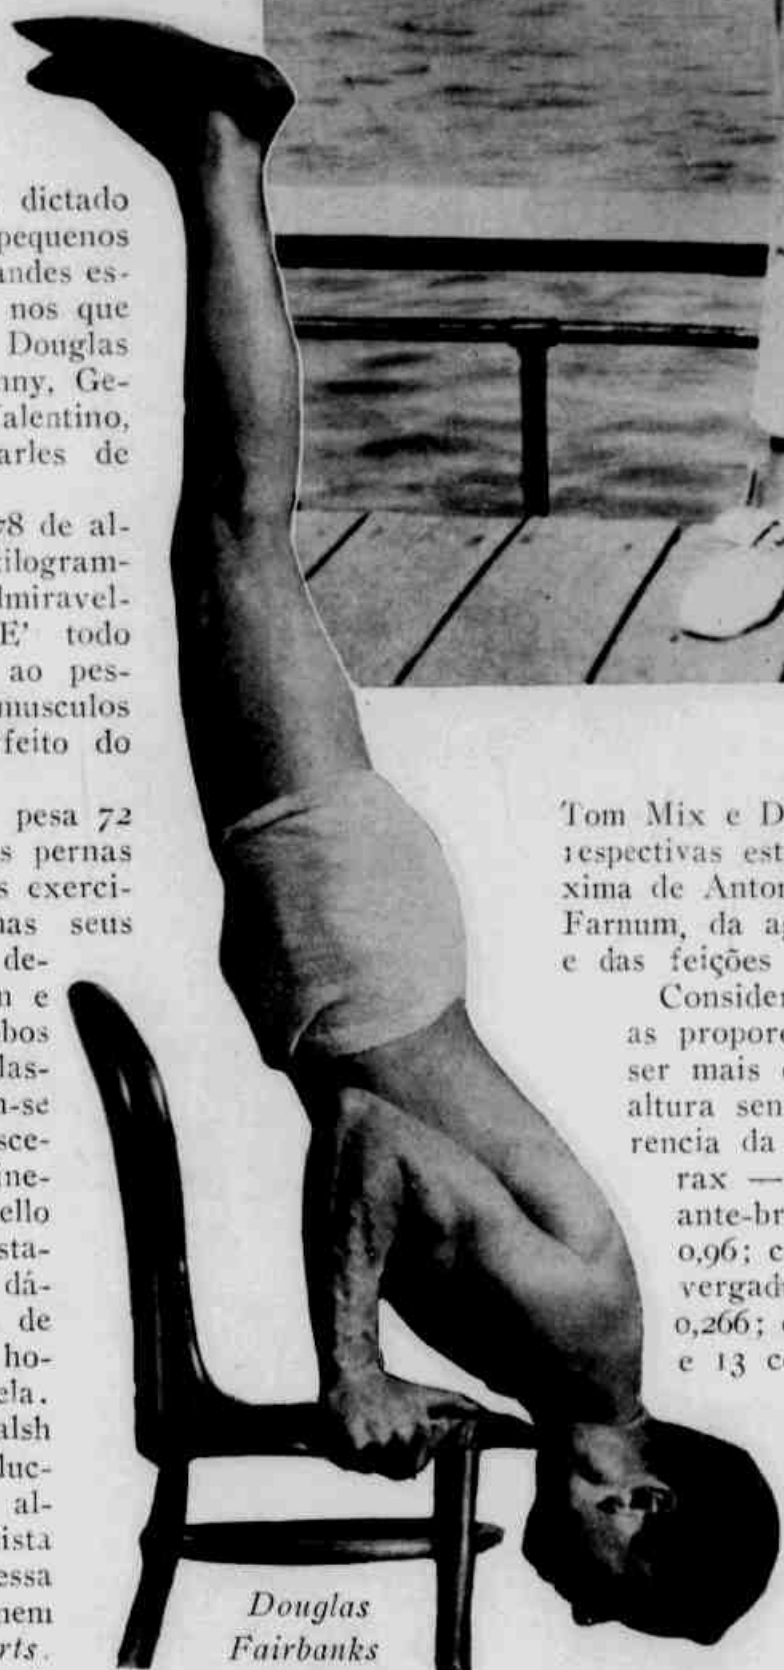 dictado
pequenos
andes es-
nos que
Douglas
nny, Ge-
Valentino,
arles de
78 de al-
kilogram-
dmiravel-
E' todo
ao pes-
musculos
feito do
pesa 72
s pernas
s exerci-
nas seus
de-
n e
bos
las-
n-se
sce-
ine-
ello
sta-
dá-
de
ho-
ela.
alsh
luc-
al-
ista
essa
nem
rts.
Douglas
Fairbanks
Tom Mix e D
respectivas est
xima de Anton
Farnum, da ap
e das feições
Consider
as proporç
ser mais e
altura sen
rencia da
rax —
ante-br
0,96; c
vergad
0,266; c
e 13 c